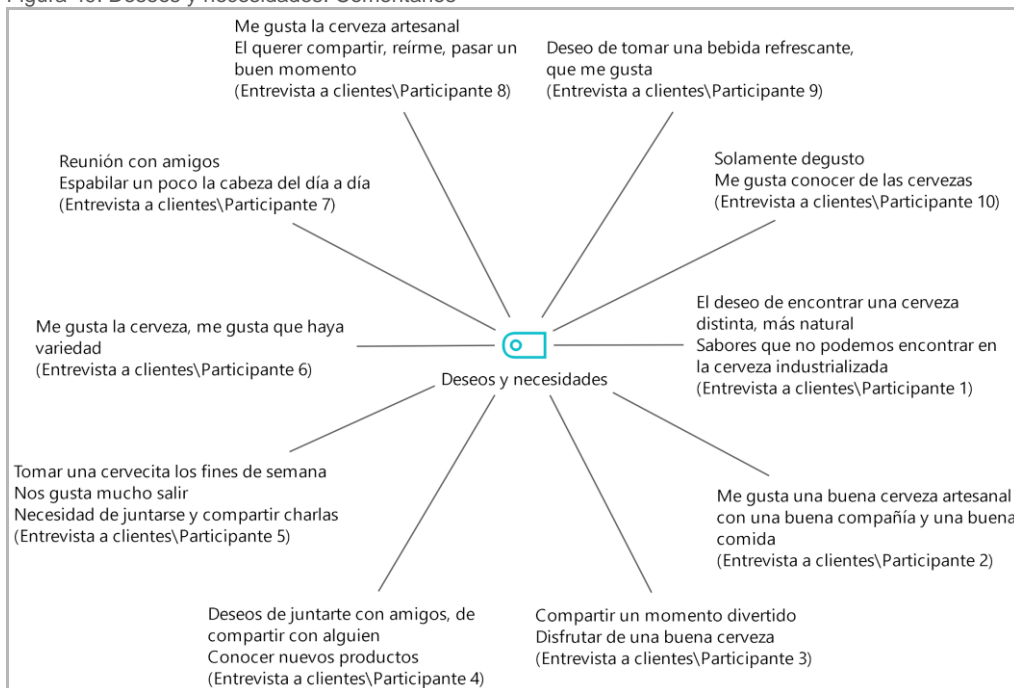 Me gusta la cerveza artesanal
El querer compartir, reírme, pasar un
buen momento
(Entrevista a clientes\Participante 8)
Deseo de tomar una bebida refrescante,
que me gusta
(Entrevista a clientes\Participante 9)
Reunión con amigos
Espabilar un poco la cabeza del día a día
(Entrevista a clientes\Participante 7)
Solamente degusto
Me gusta conocer de las cervezas
(Entrevista a clientes\Participante 10)
Me gusta la cerveza, me gusta que haya
variedad
(Entrevista a clientes\Participante 6)
El deseo de encontrar una cerveza
distinta, más natural
Sabores que no podemos encontrar en
la cerveza industrializada
(Entrevista a clientes\Participante 1)
Deseos y necesidades
Tomar una cervecita los fines de semana
Nos gusta mucho salir
Necesidad de juntarse y compartir charlas
(Entrevista a clientes\Participante 5)
Me gusta una buena cerveza artesanal
con una buena compañía y una buena
comida
(Entrevista a clientes\Participante 2)
Deseos de juntarte con amigos, de
compartir con alguien
Conocer nuevos productos
(Entrevista a clientes\Participante 4)
Compartir un momento divertido
Disfrutar de una buena cerveza
(Entrevista a clientes\Participante 3)